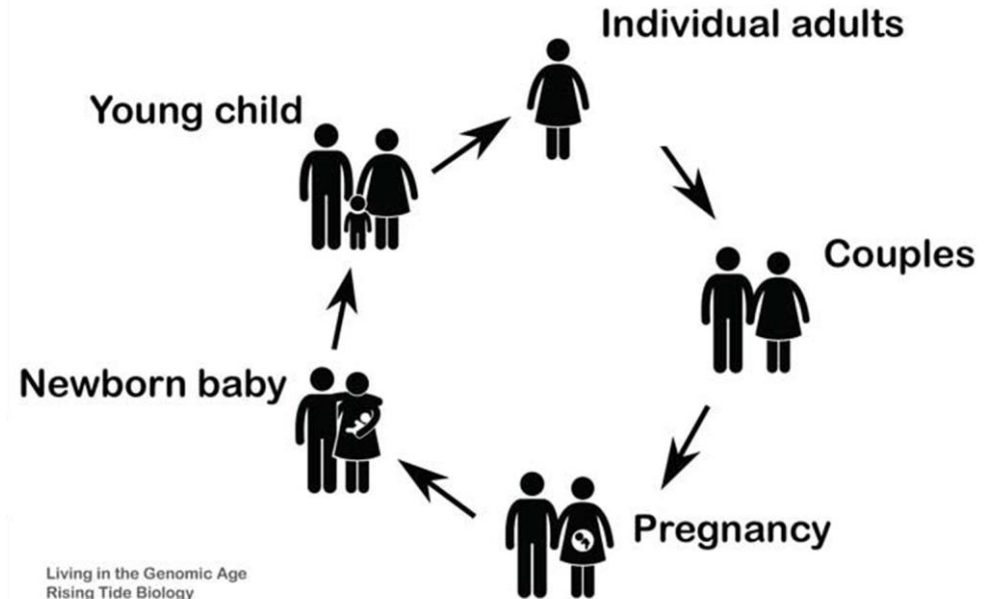 Individual adults
Young child
Couples
Newborn baby
Pregnancy
Living in the Genomic Age
Rising Tide Biology